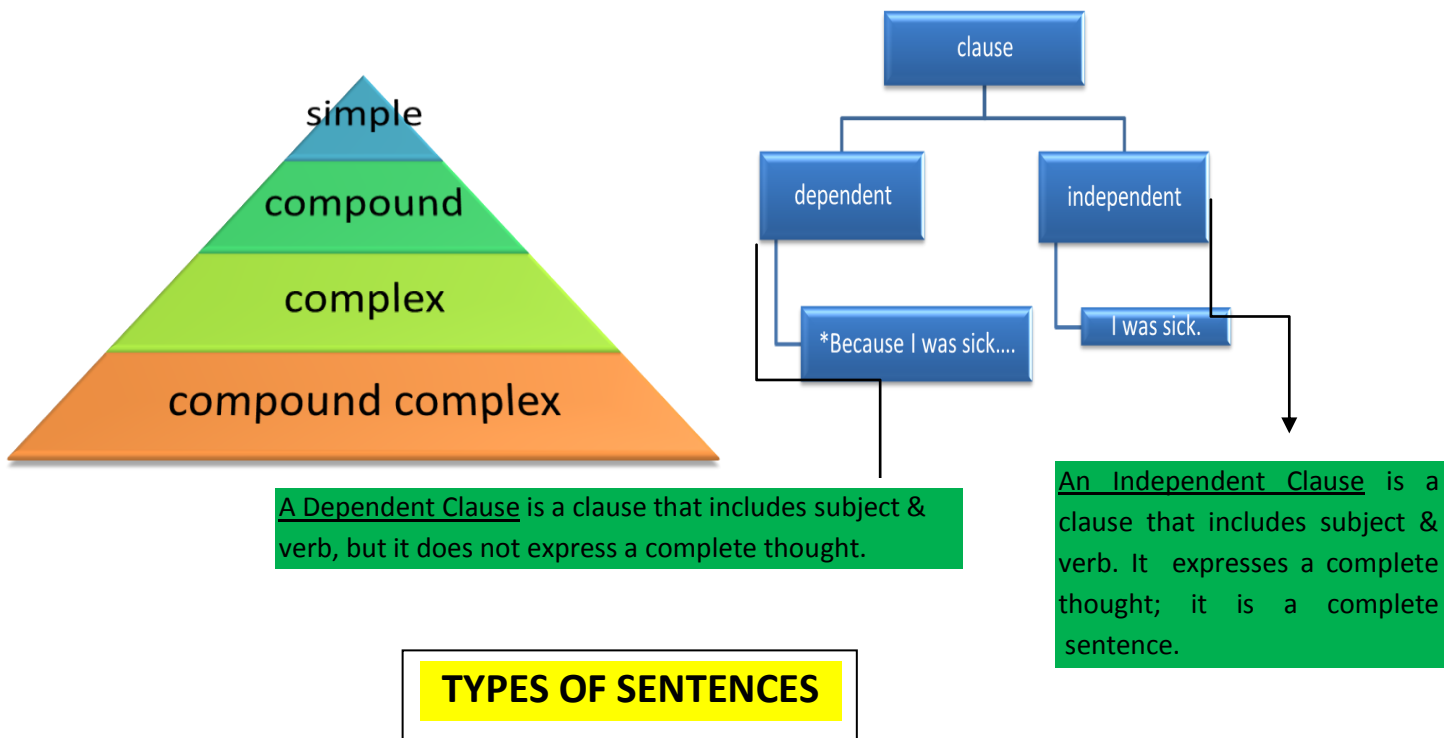 simple
compound
complex
compound complex
clause
dependent
independent
*Because I was sick....
I was sick.
A Dependent Clause is a clause that includes subject &
verb, but it does not express a complete thought.
An Independent Clause is a
clause that includes subject &
verb. It expresses a complete
thought; it is a complete
sentence.
TYPES OF SENTENCES